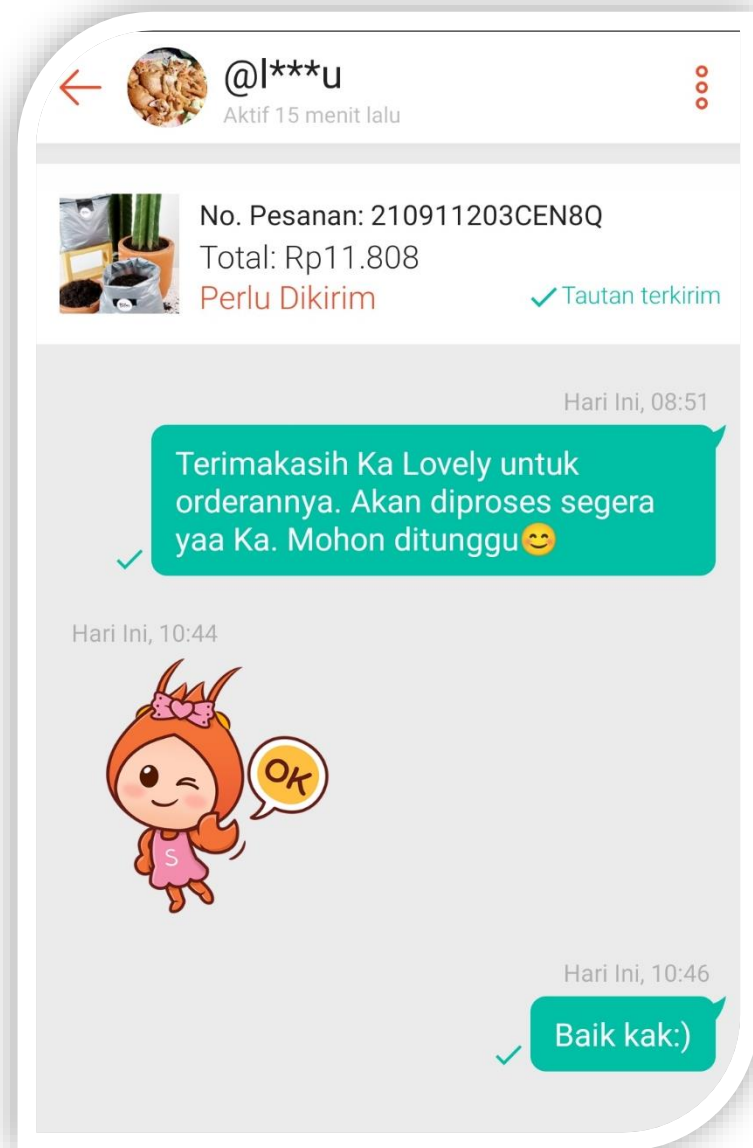 @l***u
Aktif 15 menit lalu
No. Pesanan: 210911203CEN8Q
Total: Rp11.808
Perlu Dikirim
Tautan terkirim
Hari Ini, 08:51
Terimakasih Ka Lovely untuk
orderannya. Akan diproses segera
yaa Ka. Mohon ditunggu😊
Hari Ini, 10:44
OK
S
Hari Ini, 10:46
Baik kak:)